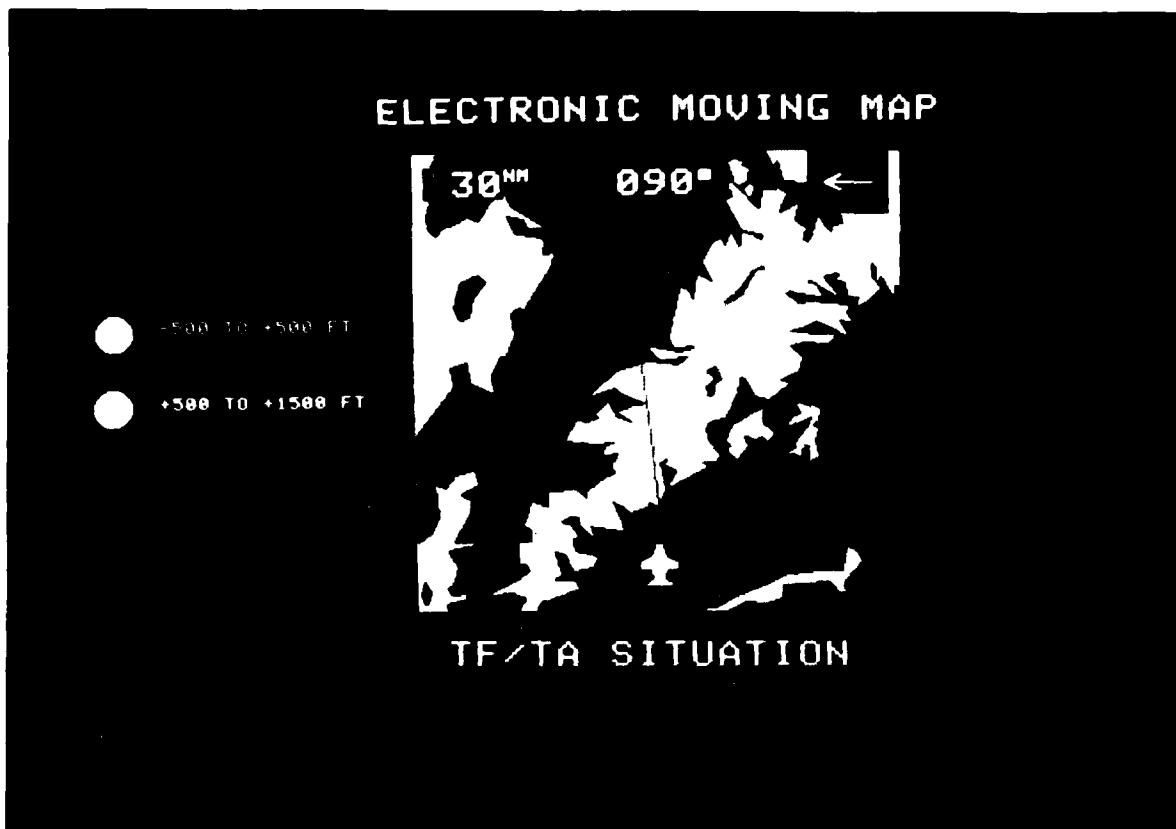 ELECTRONIC MOVING MAP
30NM 090°
-500 TO +500 FT
+500 TO +1500 FT
TF/TA SITUATION